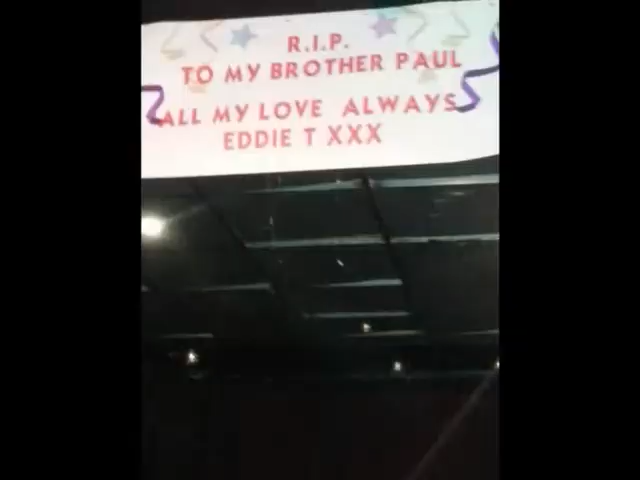 R.I.P.
TO MY BROTHER PAUL
ALL MY LOVE ALWAYS
EDDIE T XXX